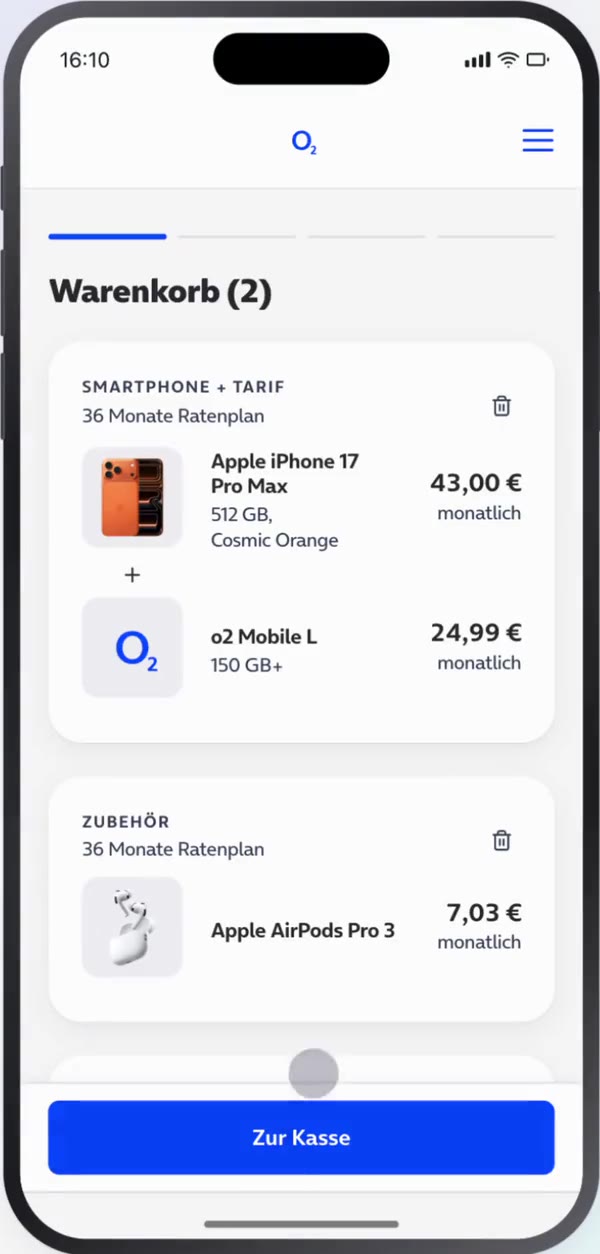 16:10
O2
Warenkorb (2)
SMARTPHONE + TARIF
36 Monate Ratenplan
Apple iPhone 17
Pro Max
43,00 €
512 GB,
monatlich
Cosmic Orange
+
O2
o2 Mobile L
24,99 €
150 GB+
monatlich
ZUBEHÖR
36 Monate Ratenplan
Apple AirPods Pro 3
7,03 €
monatlich
Zur Kasse